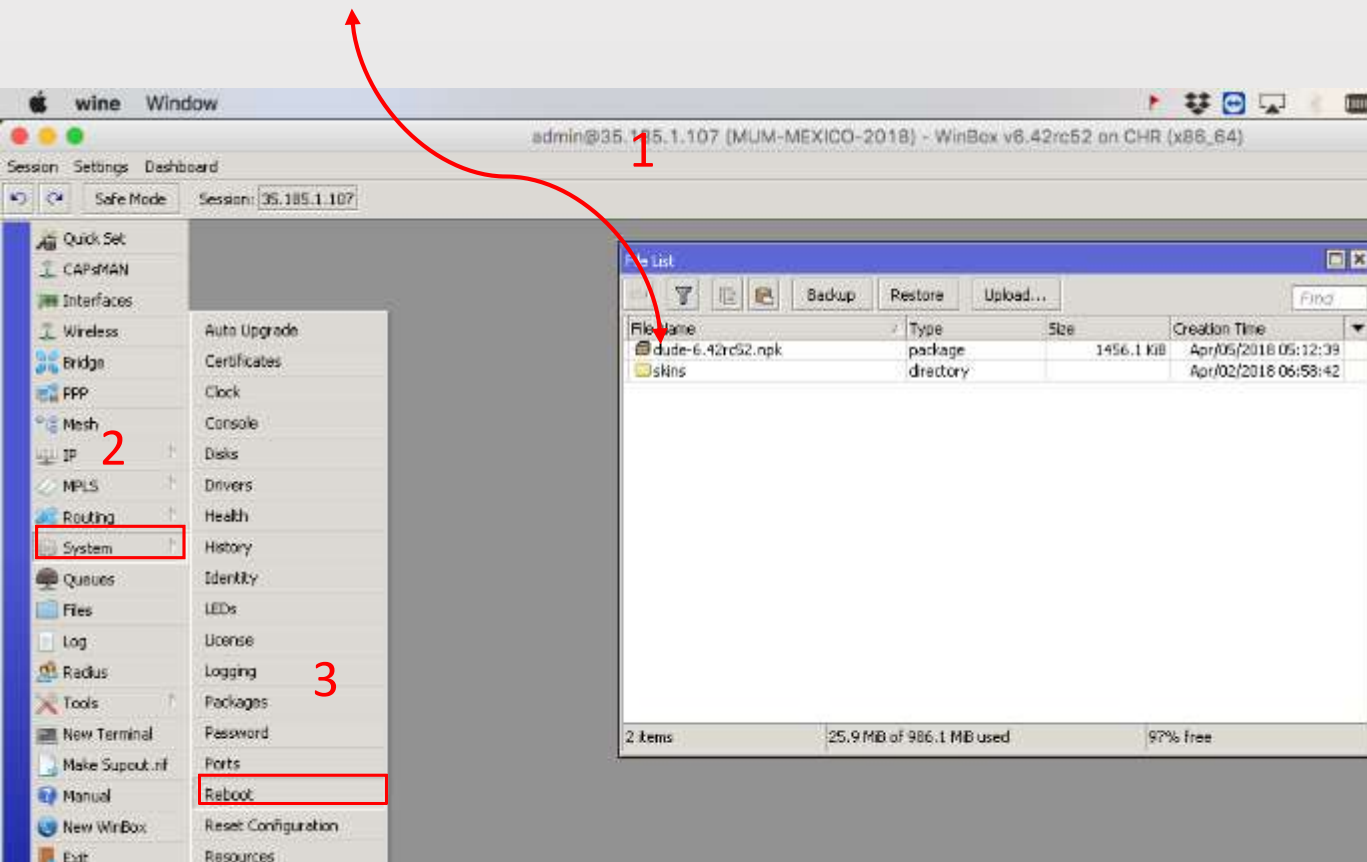 wine Window
admin@35.185.1.107 (MUM-MEXICO-2018) - WinBox v6.42rc52 on CHR (x86_64)
1
Session Settings Dashboard
Safe Mode Session: 35.185.1.107
Quick Set
CAPsMAN
Interfaces
Wireless
Bridge
PPP
Mesh
2
IP
MPLS
Routing
System
Queues
Files
Log
Radius
Tools
New Terminal
Make Supout.rif
Manual
New WinBox
Exit
Auto Upgrade
Certificates
Clock
Console
Disks
Drivers
Health
History
Identity
LEDs
License
Logging
3
Packages
Password
Ports
Reboot
Reset Configuration
Resources
File List
Backup Restore Upload... Find
File Name Type Size Creation Time
dude-6.42rc52.npk package 1456.1 KiB Apr/05/2018 05:12:39
skins directory Apr/02/2018 06:58:42
2 items 25.9 MiB of 986.1 MiB used 97% free